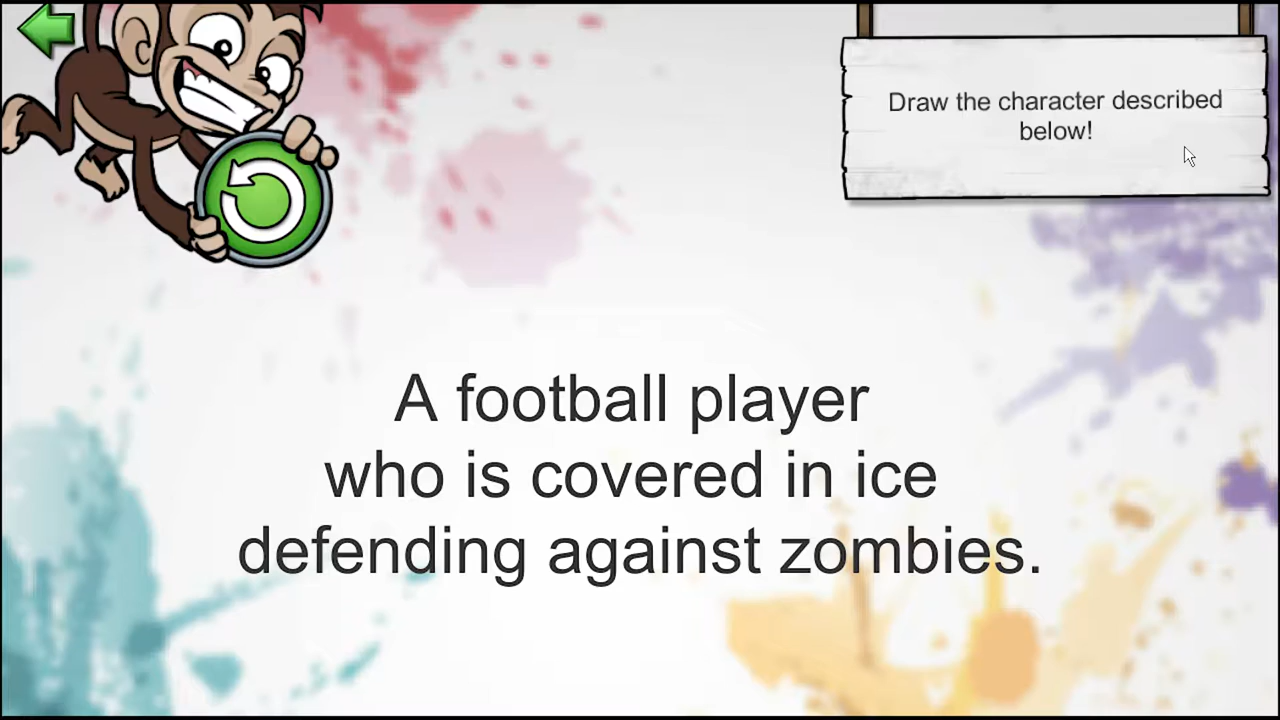 Draw the character described
below!
A football player
who is covered in ice
defending against zombies.